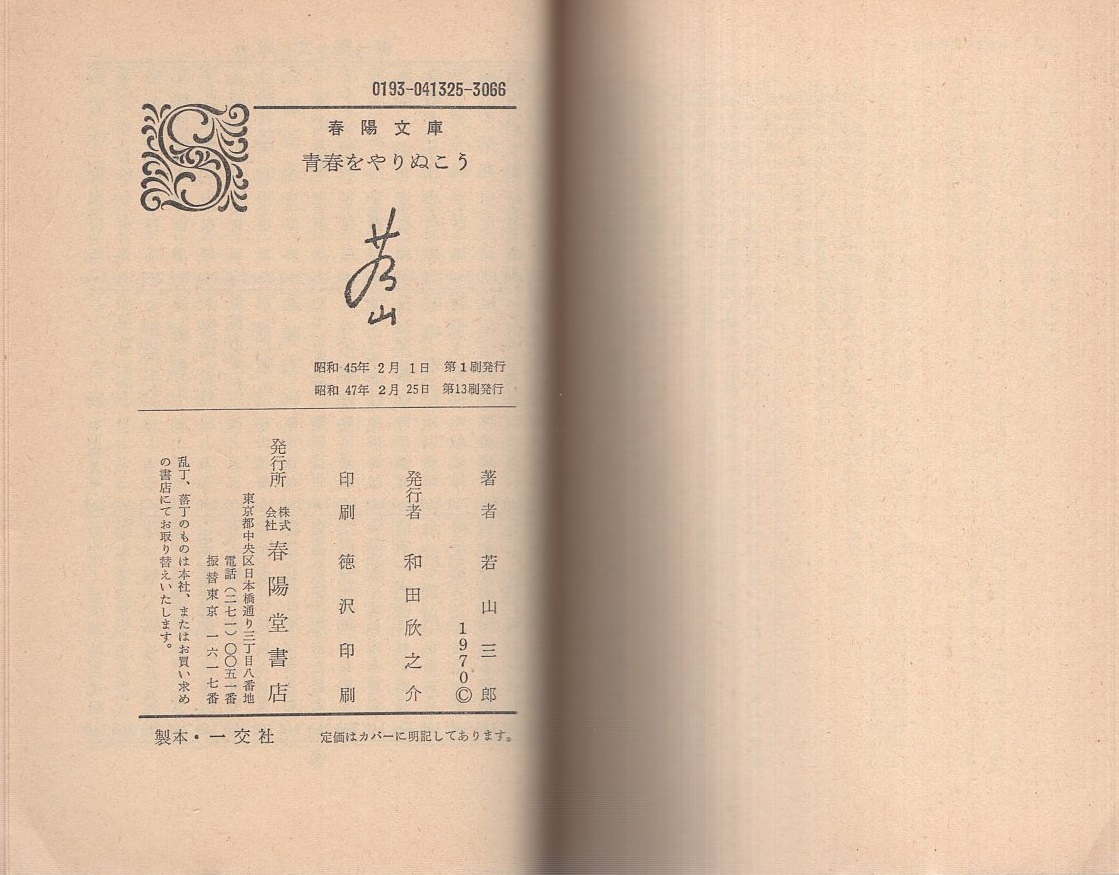 0193-041325-3066
春陽文庫
青春をやりぬこう
若山
昭和45年2月1日 第1刷発行
昭和47年2月25日 第13刷発行
著者 若山三郎
1970©
発行者 和田欣之介
印刷 徳沢印刷
発行所 株式会社 春陽堂書店
東京都中央区日本橋通り三丁目八番地
電話(二七一)〇〇五一番
振替東京 一六一七番
乱丁、落丁のものは本社、またはお買い求め
の書店にてお取り替えいたします。
定価はカバーに明記してあります。
製本・一交社